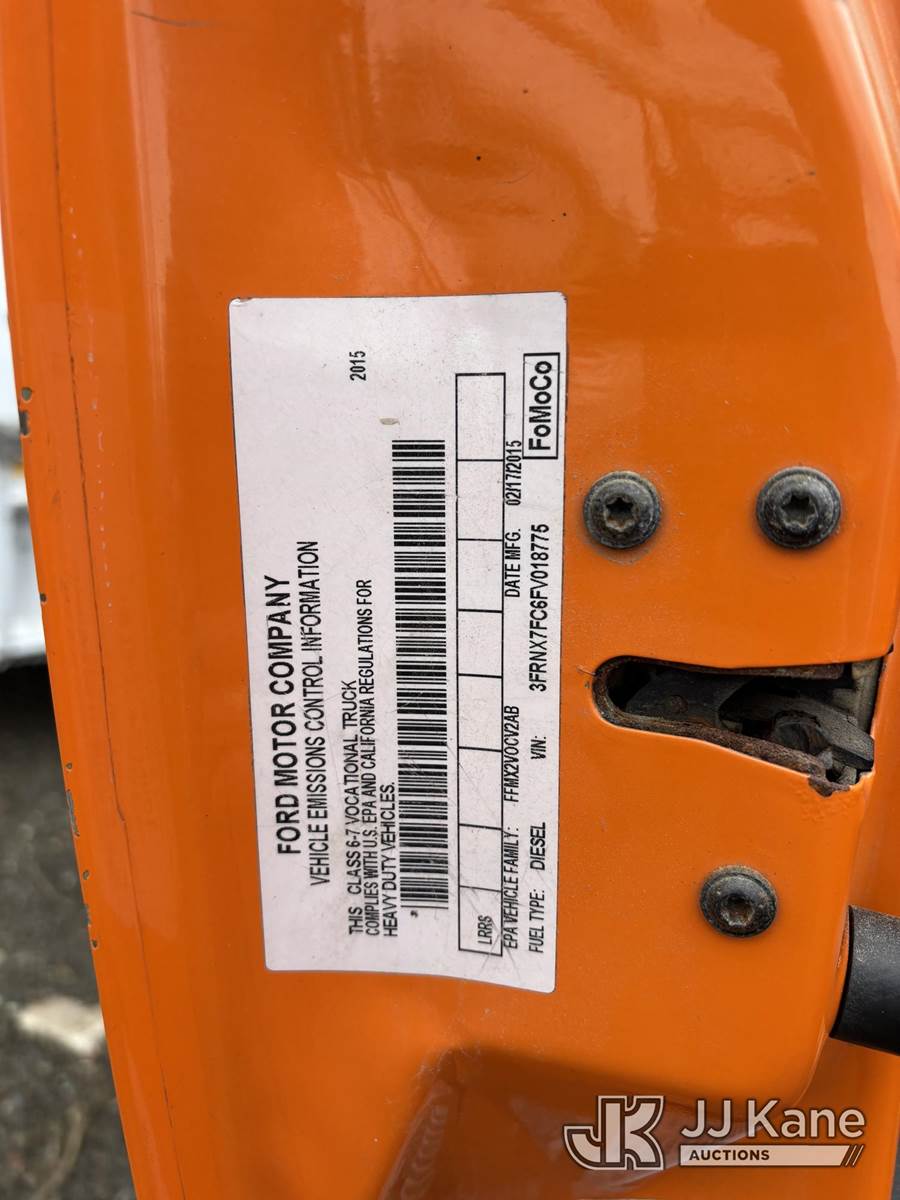 FORD MOTOR COMPANY
VEHICLE EMISSIONS CONTROL INFORMATION
2015
THIS CLASS 6-7 VOCATIONAL TRUCK
COMPLIES WITH U.S. EPA AND CALIFORNIA REGULATIONS FOR
HEAVY DUTY VEHICLES.
LRRS
EPA VEHICLE FAMILY: FFMX2VOCV2AB DATE MFG. 02/17/2015
FUEL TYPE: DIESEL VIN: 3FRNX7FC6FV018775
FoMoCo
JK JJ Kane
AUCTIONS